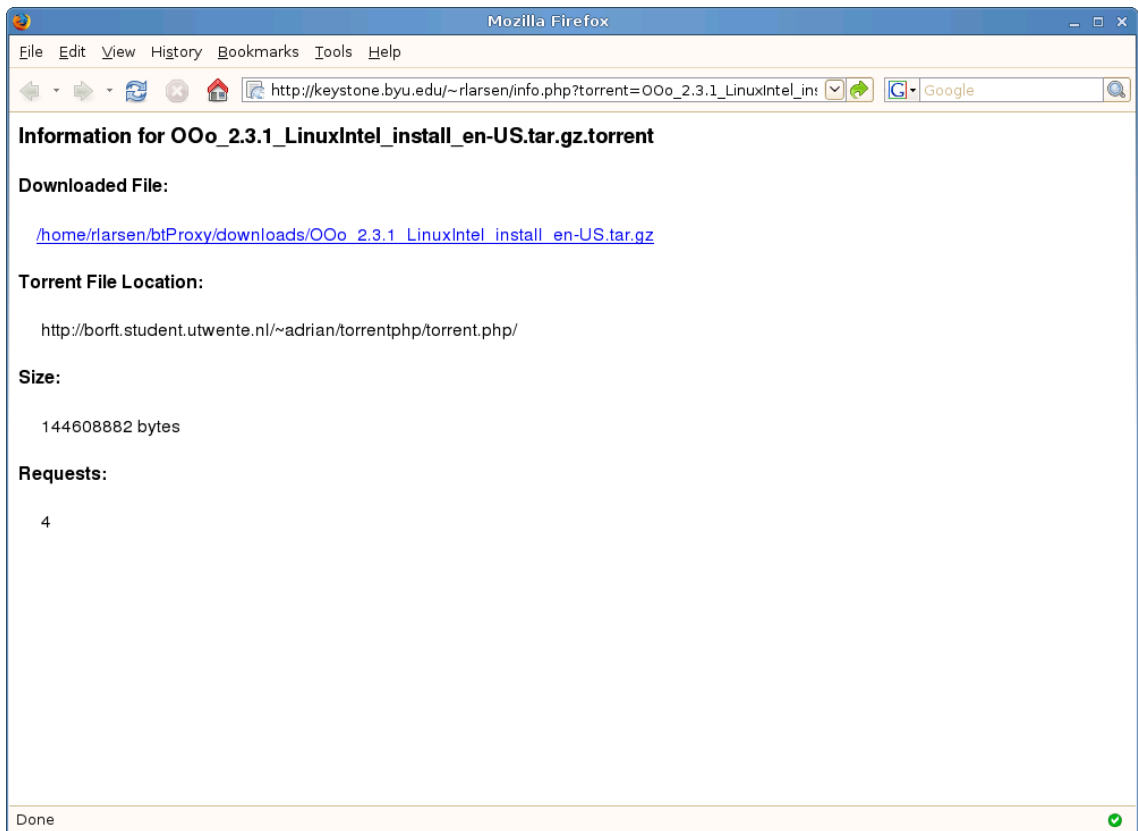 Mozilla Firefox
File Edit View History Bookmarks Tools Help
http://keystone.byu.edu/~rlarsen/info.php?torrent=OOo_2.3.1_LinuxIntel_ins G Google
Information for OOo_2.3.1_LinuxIntel_install_en-US.tar.gz.torrent
Downloaded File:
/home/rlarsen/btProxy/downloads/OOo_2.3.1_LinuxIntel_install_en-US.tar.gz
Torrent File Location:
http://borft.student.utwente.nl/~adrian/torrentphp/torrent.php/
Size:
144608882 bytes
Requests:
4
Done